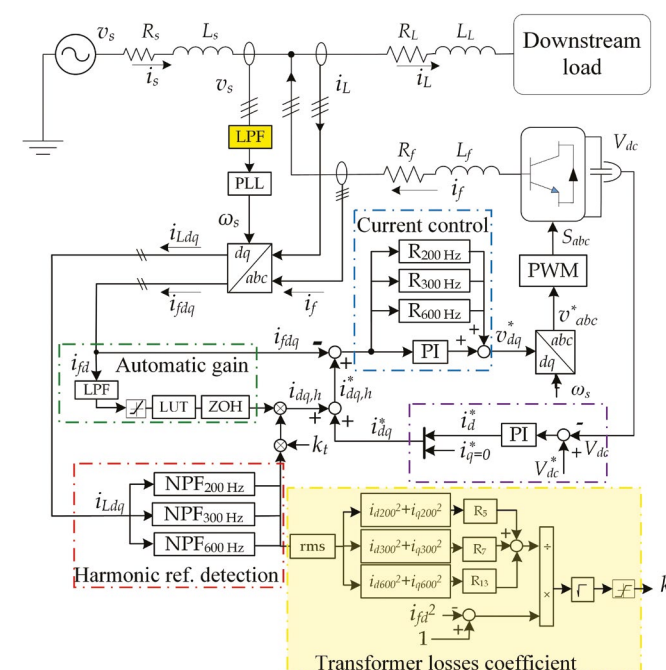 v_s R_s L_s R_L L_L Downstream load
i_s v_s i_L i_L
LPF
PLL
R_f L_f V_dc
i_f
ω_s
Current control
i_Ldq dq abc
R_200 Hz
S_abc
R_300 Hz
PWM
i_fdq i_f
R_600 Hz
v*_abc
i_fdq - + PI + + v*_dq abc dq
Automatic gain
i_fd
LPF
LUT ZOH i_dq,h + i*_dq,h
+
ω_s
k_t
i*_dq i*_d PI - + V_dc
i*_q=0 V*_dc
i_Ldq
NPF_200 Hz
NPF_300 Hz
NPF_600 Hz
Harmonic ref. detection
rms
i_d200²+i_q200² R_5
i_d300²+i_q300² R_7
i_d600²+i_q600² R_13
+ ÷
× √
k
i_fd² -
1 +
Transformer losses coefficient